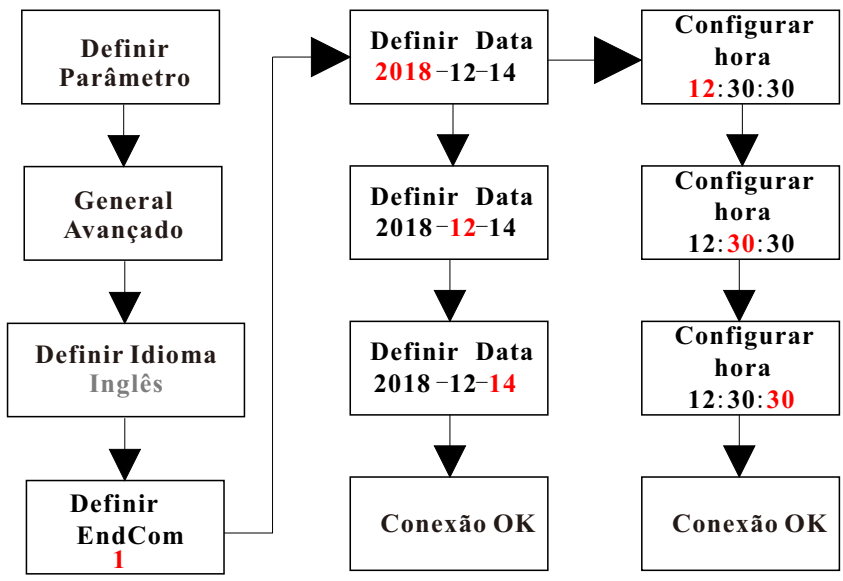 Definir
Parâmetro
General
Avançado
Definir Idioma
Inglês
Definir
EndCom
1
Definir Data
2018-12-14
Definir Data
2018-12-14
Definir Data
2018-12-14
Conexão OK
Configurar
hora
12:30:30
Configurar
hora
12:30:30
Configurar
hora
12:30:30
Conexão OK